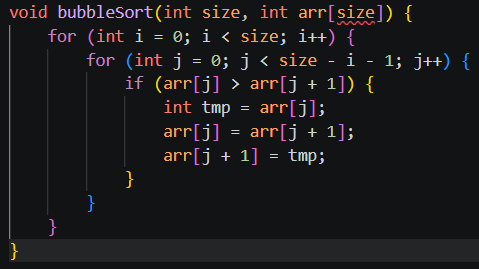 void bubbleSort(int size, int arr[size]) {
    for (int i = 0; i < size; i++) {
        for (int j = 0; j < size - i - 1; j++) {
            if (arr[j] > arr[j + 1]) {
                int tmp = arr[j];
                arr[j] = arr[j + 1];
                arr[j + 1] = tmp;
            }
        }
    }
}